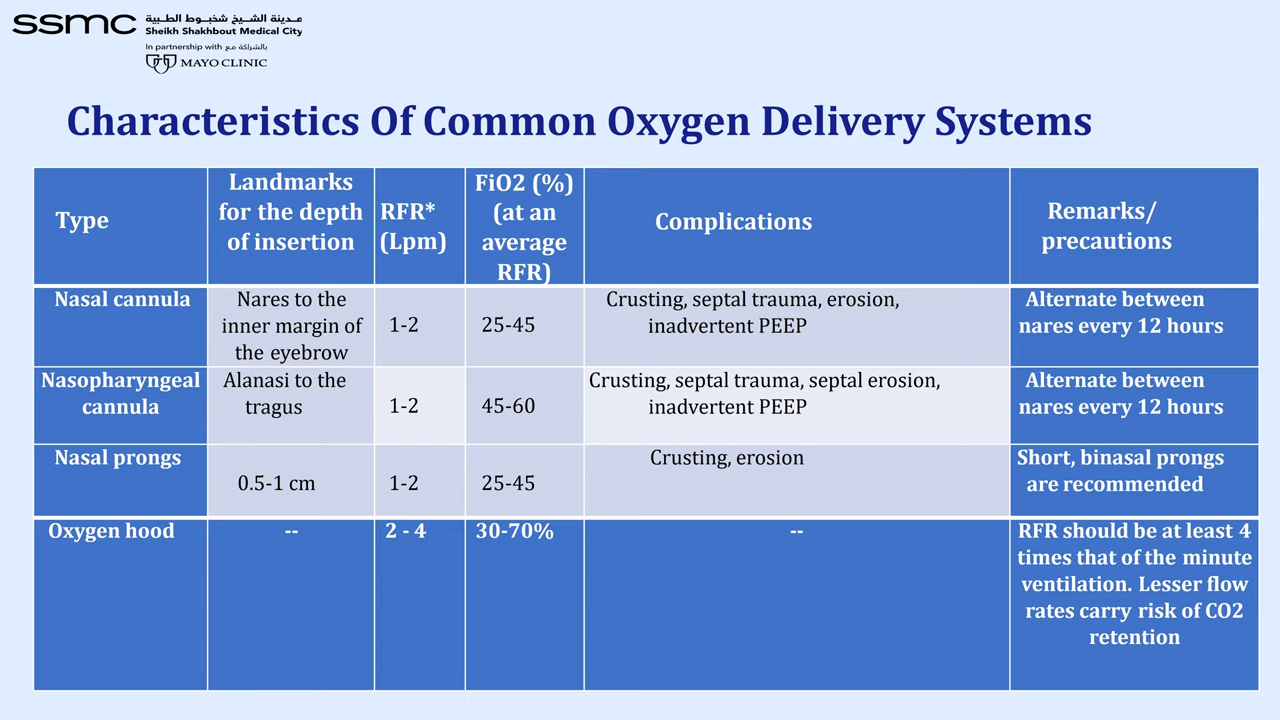 ssmc
مدينة الشيخ شخبوط الطبية
Sheikh Shakhbout Medical City
In partnership with بالشراكة مع
MAYO CLINIC
Characteristics Of Common Oxygen Delivery Systems
Type
Landmarks
for the depth
of insertion
RFR*
(Lpm)
FiO2 (%)
(at an
average
RFR)
Complications
Remarks/
precautions
Nasal cannula
Nares to the
inner margin of
the eyebrow
1-2
25-45
Crusting, septal trauma, erosion,
inadvertent PEEP
Alternate between
nares every 12 hours
Nasopharyngeal
cannula
Alanasi to the
tragus
1-2
45-60
Crusting, septal trauma, septal erosion,
inadvertent PEEP
Alternate between
nares every 12 hours
Nasal prongs
0.5-1 cm
1-2
25-45
Crusting, erosion
Short, binasal prongs
are recommended
Oxygen hood
--
2 - 4
30-70%
--
RFR should be at least 4
times that of the minute
ventilation. Lesser flow
rates carry risk of CO2
retention